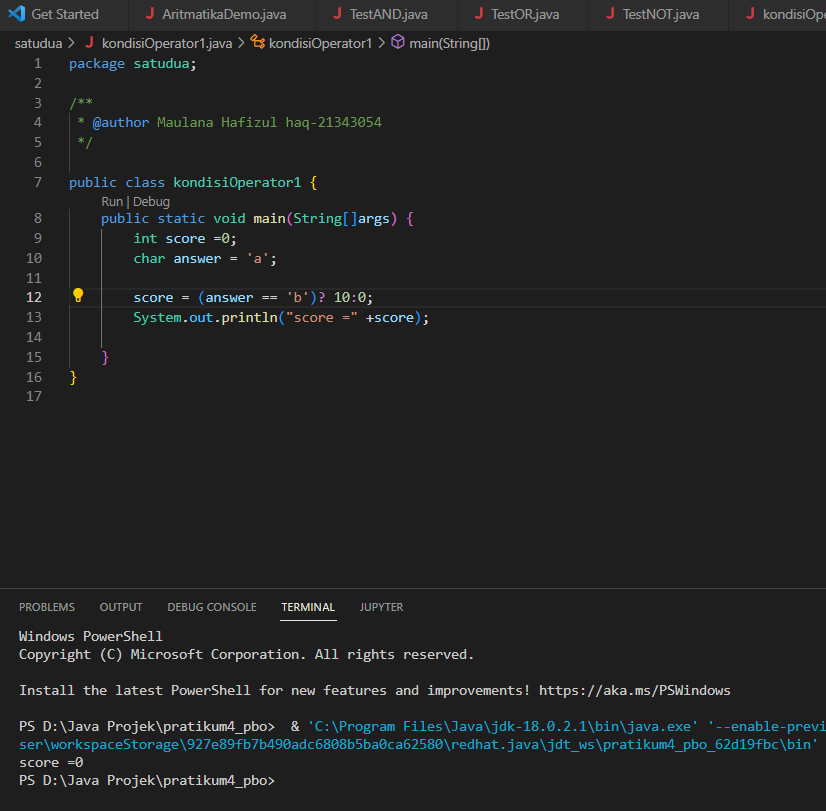 Get Started AritmatikaDemo.java TestAND.java TestOR.java TestNOT.java kondisiOpe
satudua > kondisiOperator1.java > kondisiOperator1 > main(String[])
1 package satudua;
2
3 /**
4 * @author Maulana Hafizul haq-21343054
5 */
6
7 public class kondisiOperator1 {
Run | Debug
8 public static void main(String[]args) {
9 int score =0;
10 char answer = 'a';
11
12 score = (answer == 'b')? 10:0;
13 System.out.println("score =" +score);
14
15 }
16 }
17
PROBLEMS OUTPUT DEBUG CONSOLE TERMINAL JUPYTER
Windows PowerShell
Copyright (C) Microsoft Corporation. All rights reserved.
Install the latest PowerShell for new features and improvements! https://aka.ms/PSWindows
PS D:\Java Projek\pratikum4_pbo>  & 'C:\Program Files\Java\jdk-18.0.2.1\bin\java.exe' '--enable-previ
ser\workspaceStorage\927e89fb7b490adc6808b5ba0ca62580\redhat.java\jdt_ws\pratikum4_pbo_62d19fbc\bin'
score =0
PS D:\Java Projek\pratikum4_pbo>